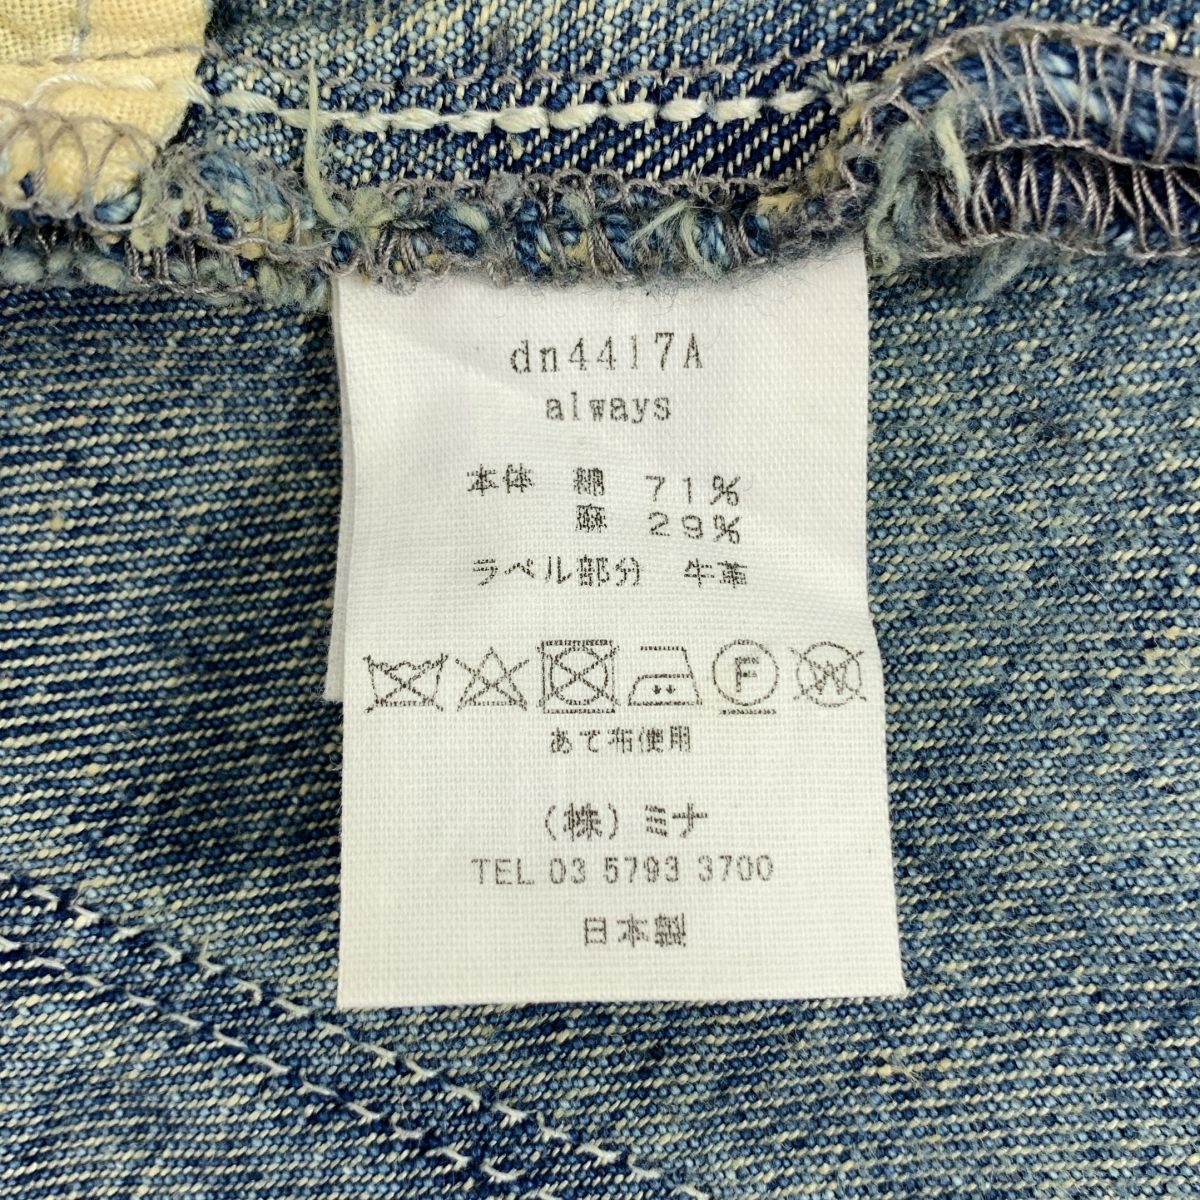 dn4417A
always
本体 綿 71%
麻 29%
ラベル部分 牛革
F W
あて布使用
(株)ミナ
TEL 03 5793 3700
日本製